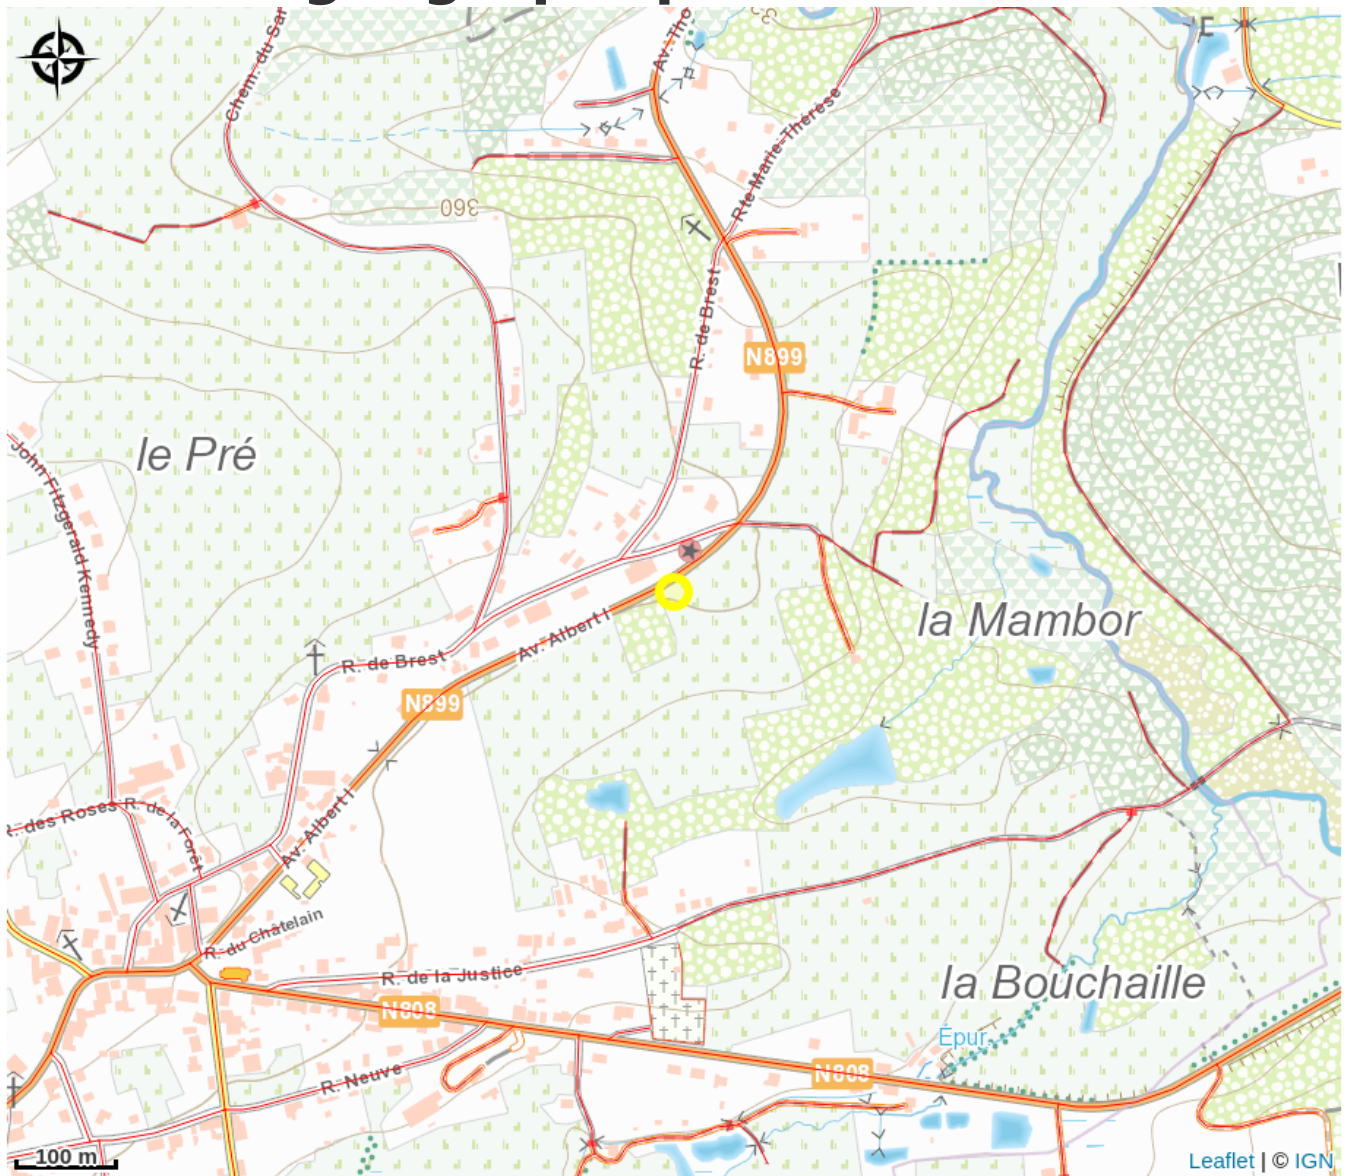 Chem. du Sar
Av. Tho
Rte Marie-Thérèse
360
R. de Brest
N899
le Pré
John Fitzgerald Kennedy
la Mambor
Av. Albert I
R. de Brest
N899
R. des Roses
R. de la Forêt
Av. Albert I
R. du Châtelain
R. de la Justice
la Bouchaille
N808
Épur.
N808
R. Neuve
100 m
Leaflet | © IGN